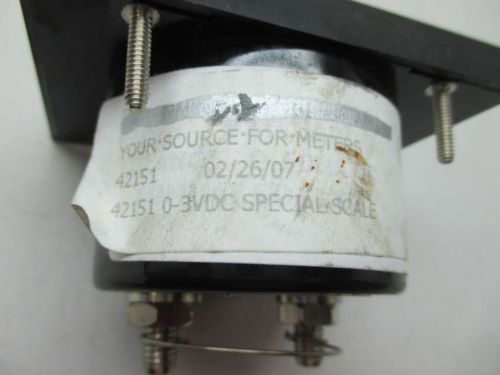 YOUR·SOURCE·FOR·METERS
42151 02/26/07
42151 0-3VDC SPECIAL·SCALE